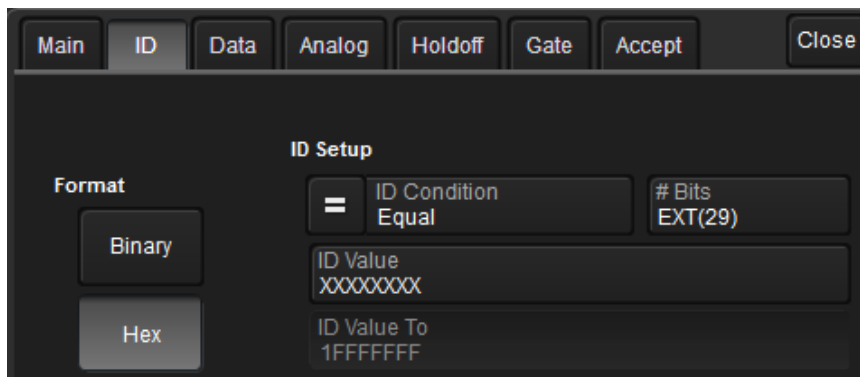 Main ID Data Analog Holdoff Gate Accept Close
ID Setup
Format
= ID Condition
Equal
# Bits
EXT(29)
Binary
ID Value
XXXXXXXX
Hex
ID Value To
1FFFFFFF